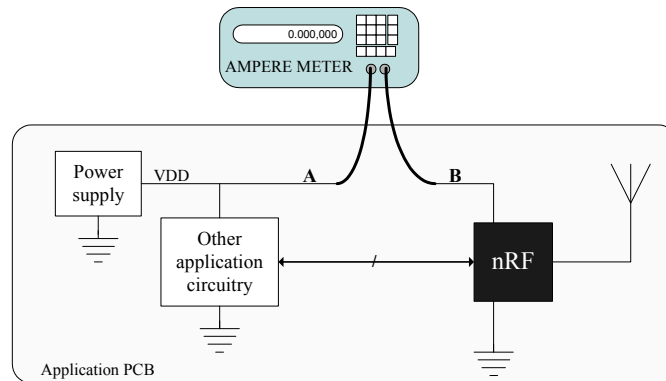 0.000,000
AMPERE METER
Power
supply
VDD
A
B
Other
application
circuitry
/
nRF
Application PCB